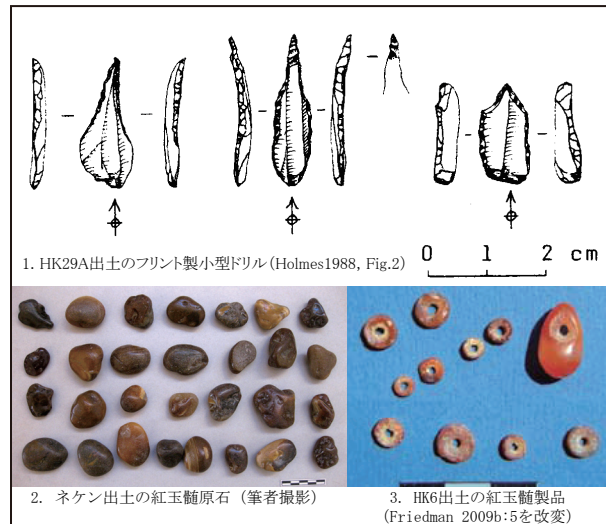 1. HK29A出土のフリント製小型ドリル(Holmes1988, Fig.2)
0 1 2 cm
2. ネケン出土の紅玉髄原石 (筆者撮影)
3. HK6出土の紅玉髄製品
(Friedman 2009b:5を改変)